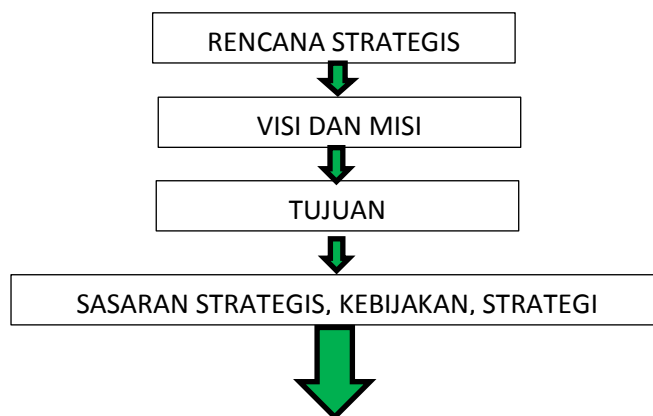 RENCANA STRATEGIS
VISI DAN MISI
TUJUAN
SASARAN STRATEGIS, KEBIJAKAN, STRATEGI